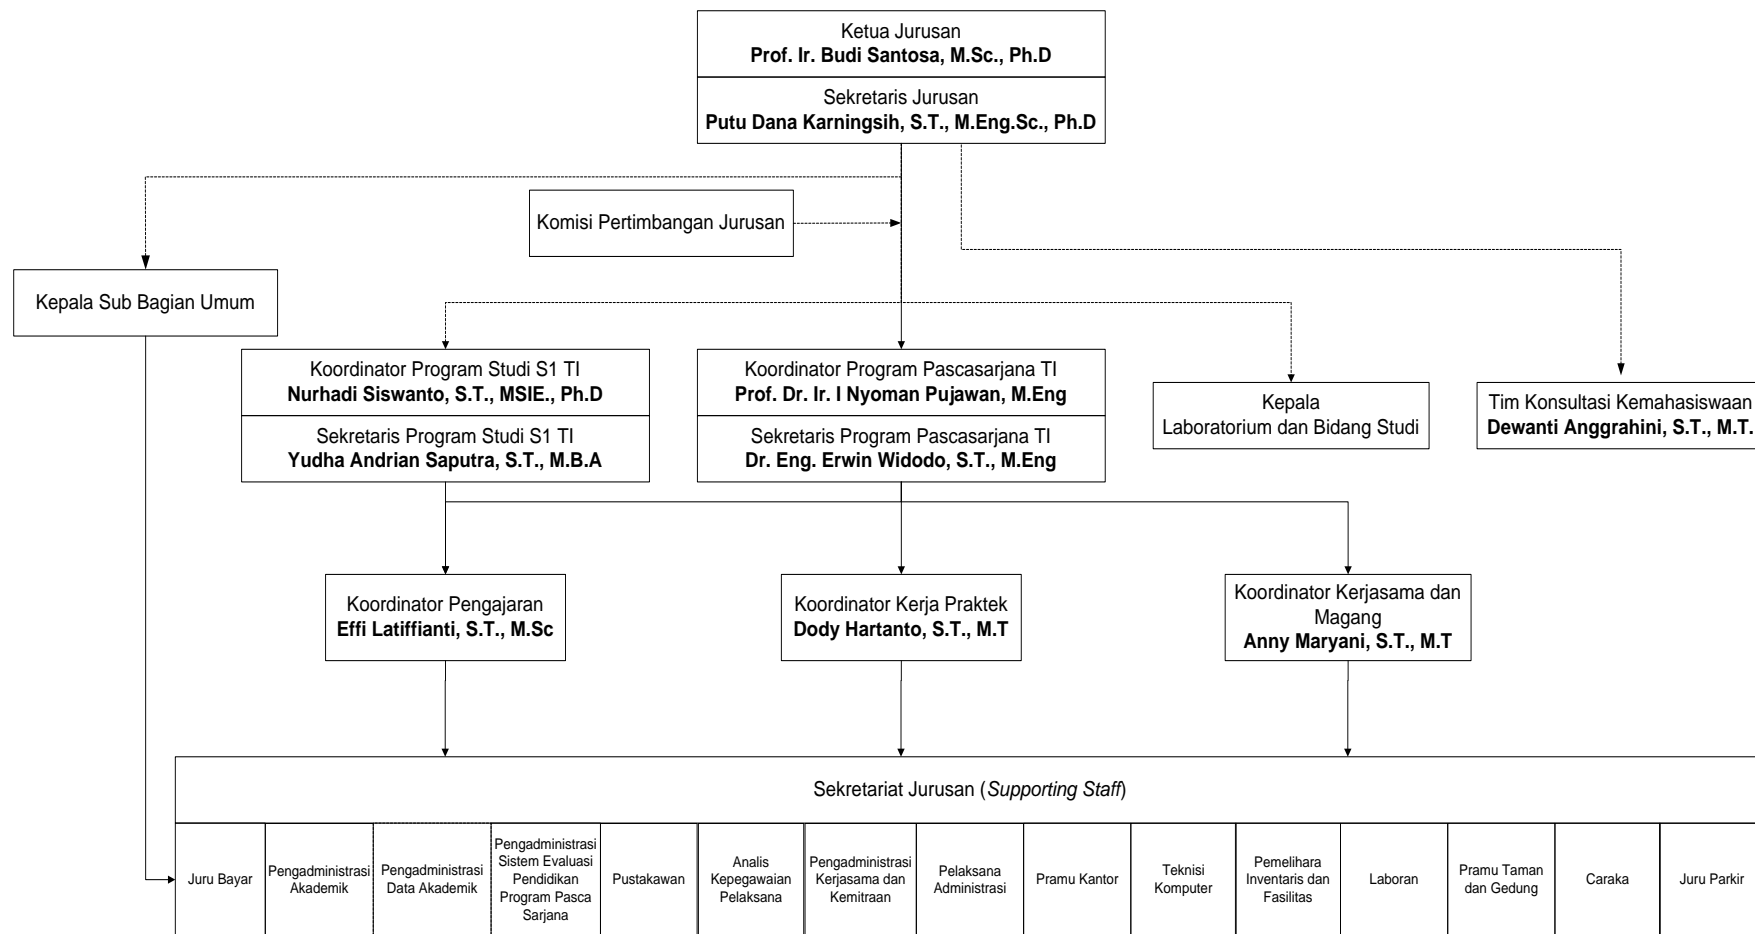 Ketua Jurusan
Prof. Ir. Budi Santosa, M.Sc., Ph.D
Sekretaris Jurusan
Putu Dana Karningsih, S.T., M.Eng.Sc., Ph.D
Komisi Pertimbangan Jurusan
Kepala Sub Bagian Umum
Koordinator Program Studi S1 TI
Nurhadi Siswanto, S.T., MSIE., Ph.D
Sekretaris Program Studi S1 TI
Yudha Andrian Saputra, S.T., M.B.A
Koordinator Program Pascasarjana TI
Prof. Dr. Ir. I Nyoman Pujawan, M.Eng
Sekretaris Program Pascasarjana TI
Dr. Eng. Erwin Widodo, S.T., M.Eng
Kepala
Laboratorium dan Bidang Studi
Tim Konsultasi Kemahasiswaan
Dewanti Anggrahini, S.T., M.T.
Koordinator Pengajaran
Effi Latiffianti, S.T., M.Sc
Koordinator Kerja Praktek
Dody Hartanto, S.T., M.T
Koordinator Kerjasama dan
Magang
Anny Maryani, S.T., M.T
Sekretariat Jurusan (Supporting Staff)
Juru Bayar
Pengadministrasi
Akademik
Pengadministrasi
Data Akademik
Pengadministrasi
Sistem Evaluasi
Pendidikan
Program Pasca
Sarjana
Pustakawan
Analis
Kepegawaian
Pelaksana
Pengadministrasi
Kerjasama dan
Kemitraan
Pelaksana
Administrasi
Pramu Kantor
Teknisi
Komputer
Pemelihara
Inventaris dan
Fasilitas
Laboran
Pramu Taman
dan Gedung
Caraka
Juru Parkir